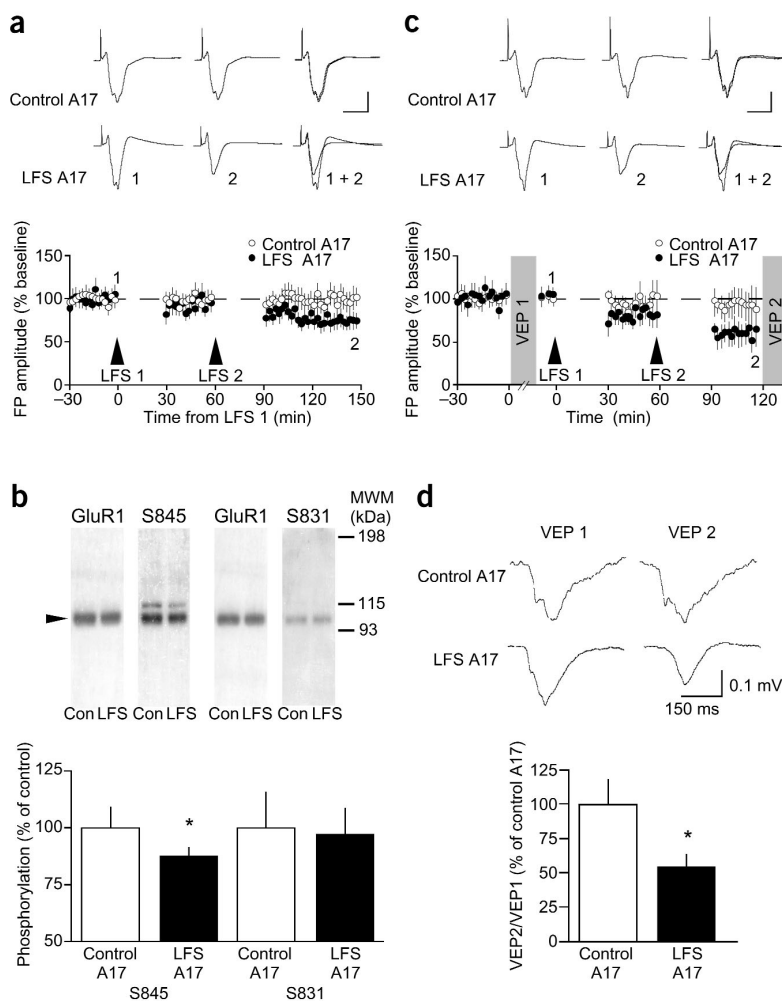 a
Control A17
LFS A17
1
2
1 + 2
FP amplitude (% baseline)
150
100
50
0
1
Control A17
LFS A17
2
LFS 1
LFS 2
–30
0
30
60
90
120
150
Time from LFS 1 (min)
c
Control A17
LFS A17
1
2
1 + 2
FP amplitude (% baseline)
150
100
50
0
VEP 1
1
Control A17
LFS A17
2
VEP 2
LFS 1
LFS 2
–30
0
30
60
90
120
Time (min)
b
GluR1
S845
GluR1
S831
MWM
(kDa)
198
115
93
Con LFS
Con LFS
Con LFS
Con LFS
Phosphorylation (% of control)
125
100
75
50
*
Control
A17
LFS
A17
Control
A17
LFS
A17
S845
S831
d
VEP 1
VEP 2
Control A17
LFS A17
0.1 mV
150 ms
VEP2/VEP1 (% of control A17)
125
100
75
50
25
0
*
Control
A17
LFS
A17